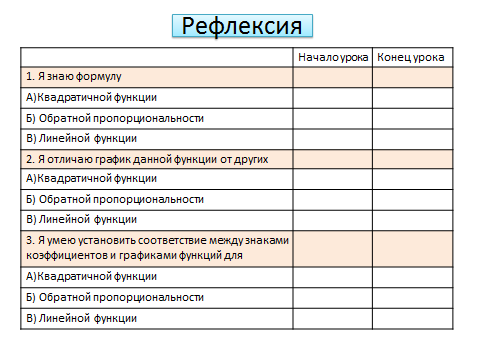 Рефлексия
Начало урока Конец урока
1. Я знаю формулу
А)Квадратичной функции
Б) Обратной пропорциональности
В) Линейной функции
2. Я отличаю график данной функции от других
А)Квадратичной функции
Б) Обратной пропорциональности
В) Линейной функции
3. Я умею установить соответствие между знаками
коэффициентов и графиками функций для
А)Квадратичной функции
Б) Обратной пропорциональности
В) Линейной функции